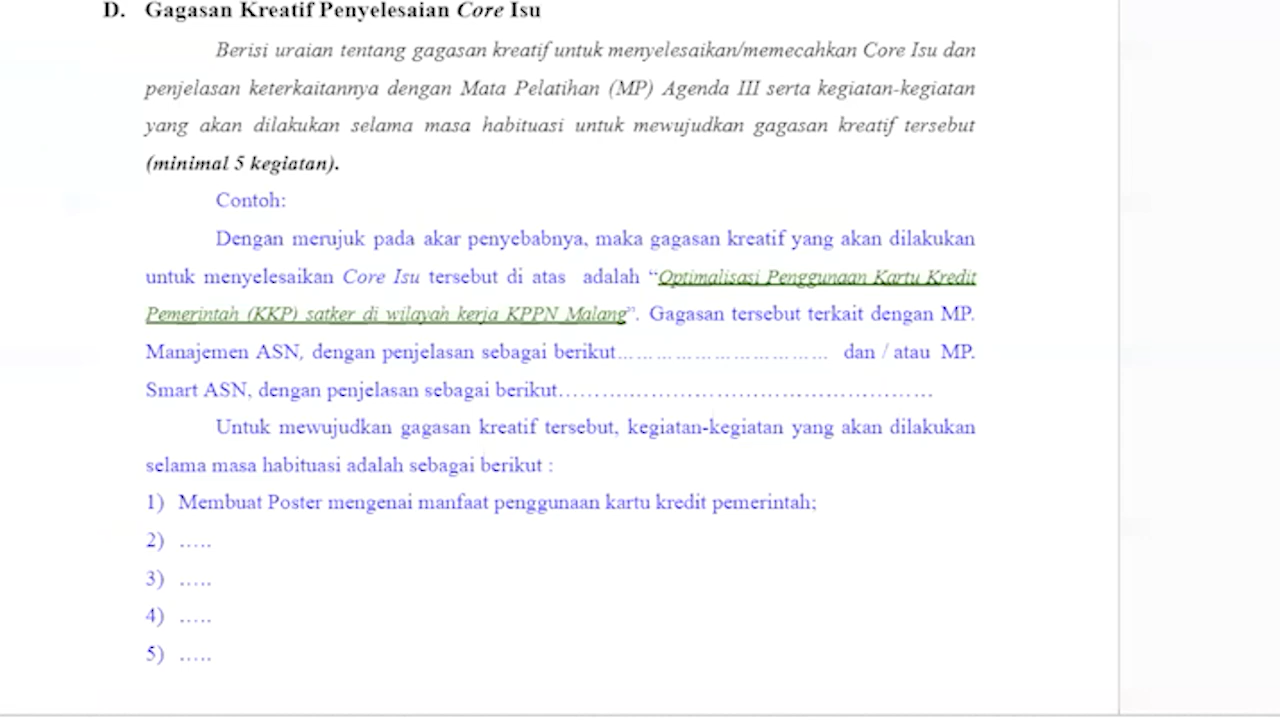 D. Gagasan Kreatif Penyelesaian Core Isu
Berisi uraian tentang gagasan kreatif untuk menyelesaikan/memecahkan Core Isu dan
penjelasan keterkaitannya dengan Mata Pelatihan (MP) Agenda III serta kegiatan-kegiatan
yang akan dilakukan selama masa habituasi untuk mewujudkan gagasan kreatif tersebut
(minimal 5 kegiatan).
Contoh:
Dengan merujuk pada akar penyebabnya, maka gagasan kreatif yang akan dilakukan
untuk menyelesaikan Core Isu tersebut di atas adalah “Optimalisasi Penggunaan Kartu Kredit
Pemerintah (KKP) satker di wilayah kerja KPPN Malang”. Gagasan tersebut terkait dengan MP.
Manajemen ASN, dengan penjelasan sebagai berikut................................ dan / atau MP.
Smart ASN, dengan penjelasan sebagai berikut.....................................................
Untuk mewujudkan gagasan kreatif tersebut, kegiatan-kegiatan yang akan dilakukan
selama masa habituasi adalah sebagai berikut :
1) Membuat Poster mengenai manfaat penggunaan kartu kredit pemerintah;
2) .....
3) .....
4) .....
5) .....